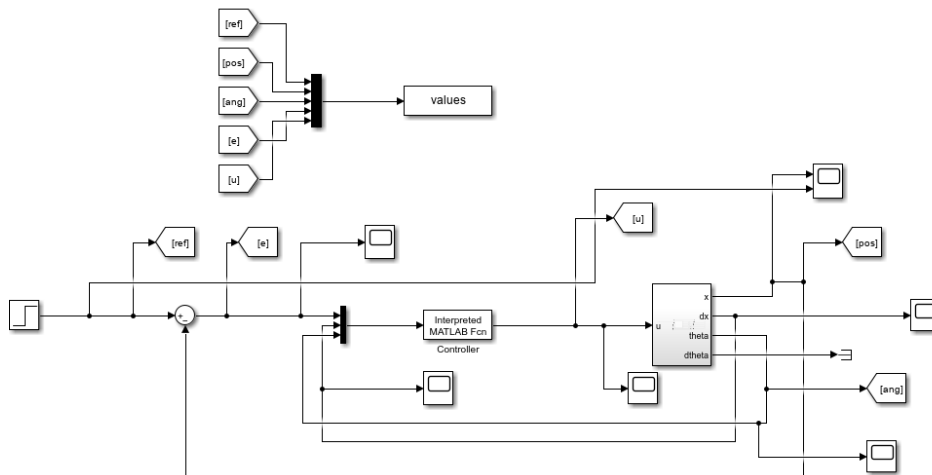 [ref]
[pos]
[ang]
[e]
[u]
values
[ref]
[e]
[u]
[pos]
+
−
Interpreted
MATLAB Fcn
Controller
u
x
dx
theta
dtheta
[ang]